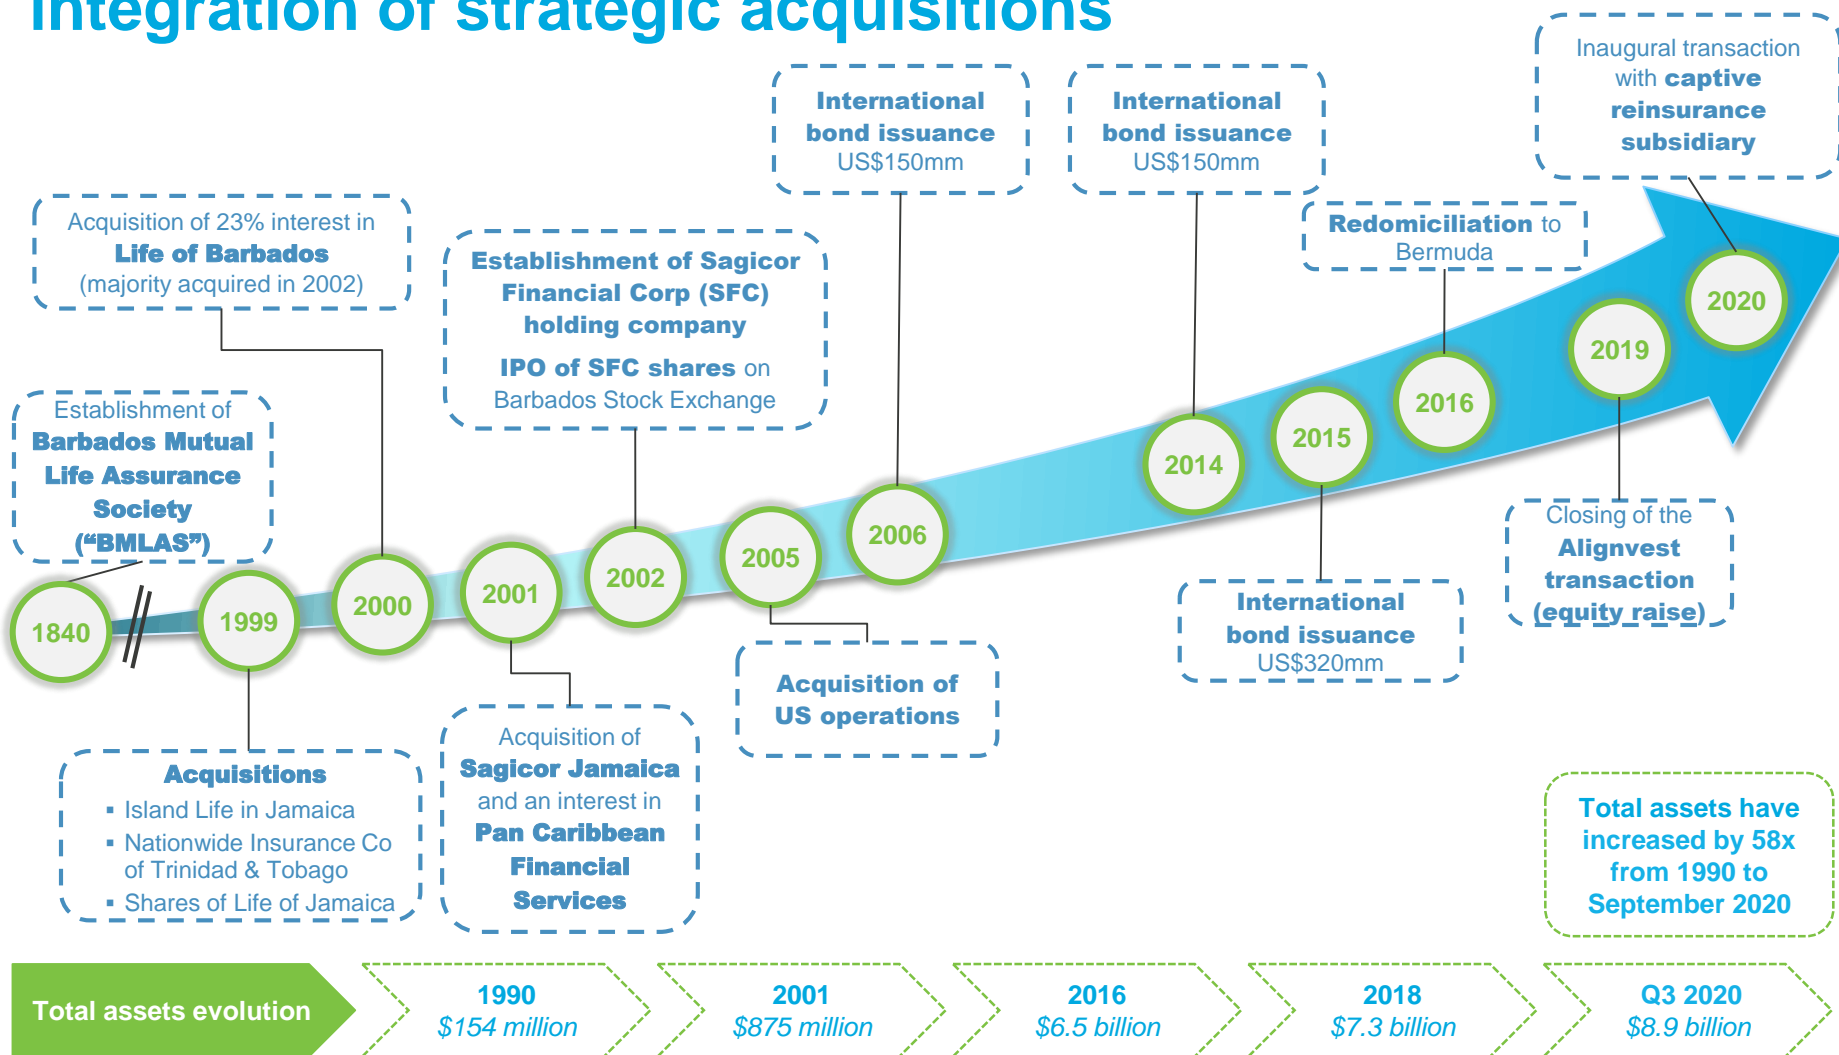 integration of strategic acquisitions
Inaugural transaction
with captive
reinsurance
subsidiary
International
bond issuance
US$150mm
International
bond issuance
US$150mm
Redomiciliation to
Bermuda
Acquisition of 23% interest in
Life of Barbados
(majority acquired in 2002)
Establishment of Sagicor
Financial Corp (SFC)
holding company
IPO of SFC shares on
Barbados Stock Exchange
Establishment of
Barbados Mutual
Life Assurance
Society
(“BMLAS”)
1840
1999
2000
2001
2002
2005
2006
2014
2015
2016
2019
2020
Acquisitions
▪ Island Life in Jamaica
▪ Nationwide Insurance Co
of Trinidad & Tobago
▪ Shares of Life of Jamaica
Acquisition of
Sagicor Jamaica
and an interest in
Pan Caribbean
Financial
Services
Acquisition of
US operations
International
bond issuance
US$320mm
Closing of the
Alignvest
transaction
(equity raise)
Total assets have
increased by 58x
from 1990 to
September 2020
Total assets evolution
1990
$154 million
2001
$875 million
2016
$6.5 billion
2018
$7.3 billion
Q3 2020
$8.9 billion